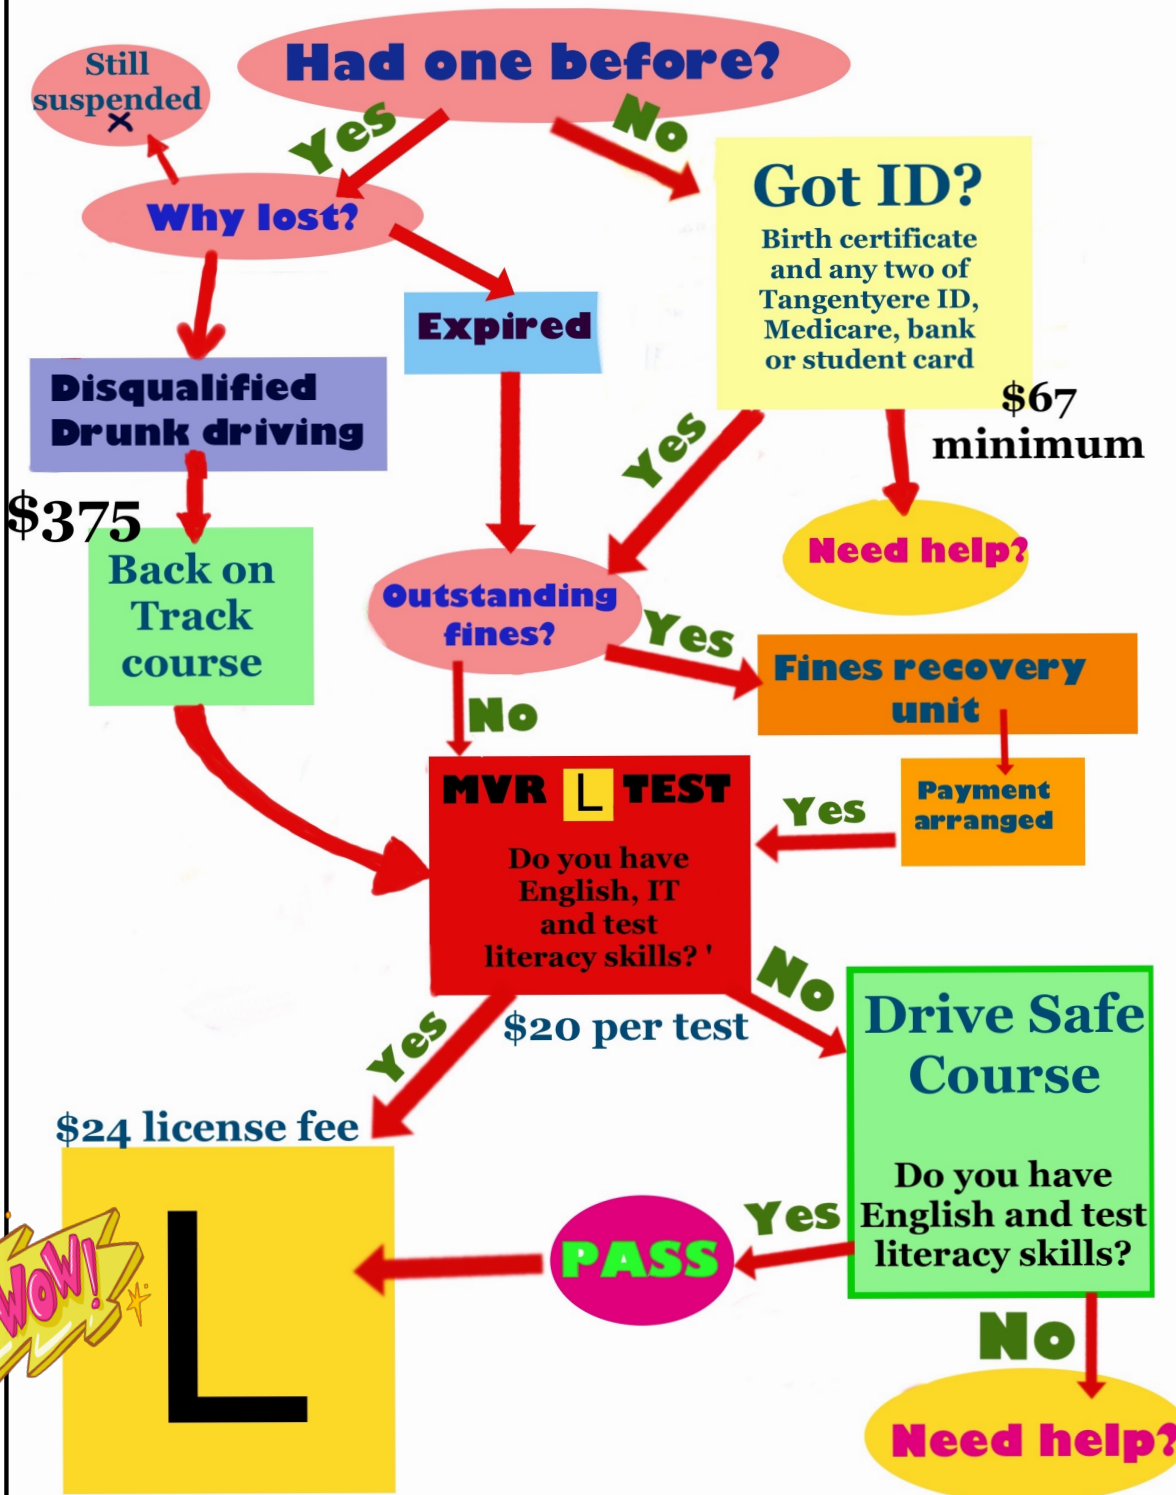 Had one before?
Still
suspended
x
Yes
No
Why lost?
Got ID?
Birth certificate
and any two of
Tangentyere ID,
Medicare, bank
or student card
$67
minimum
Expired
Disqualified
Drunk driving
Yes
$375
Back on
Track
course
Need help?
Outstanding
fines?
Yes
Fines recovery
unit
No
MVR L TEST
Payment
arranged
Yes
Do you have
English, IT
and test
literacy skills? '
No
Yes
$20 per test
Drive Safe
Course
Do you have
English and test
literacy skills?
$24 license fee
L
WOW!
Yes
PASS
No
Need help?